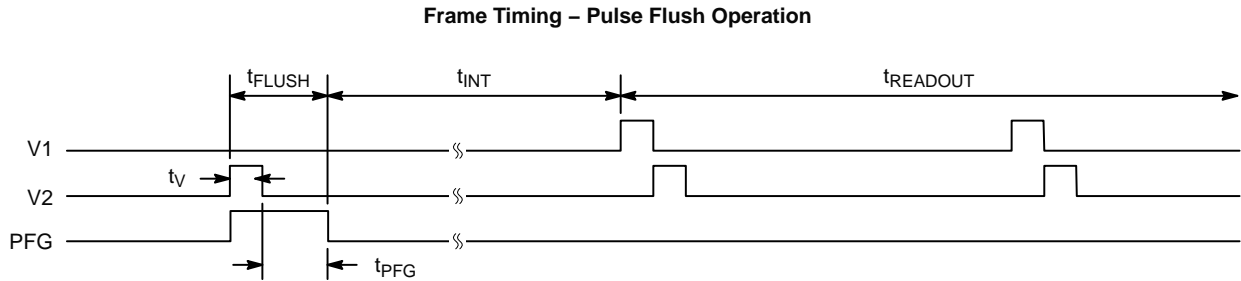 Frame Timing – Pulse Flush Operation
tFLUSH
tINT
tREADOUT
V1
tV
V2
PFG
tPFG